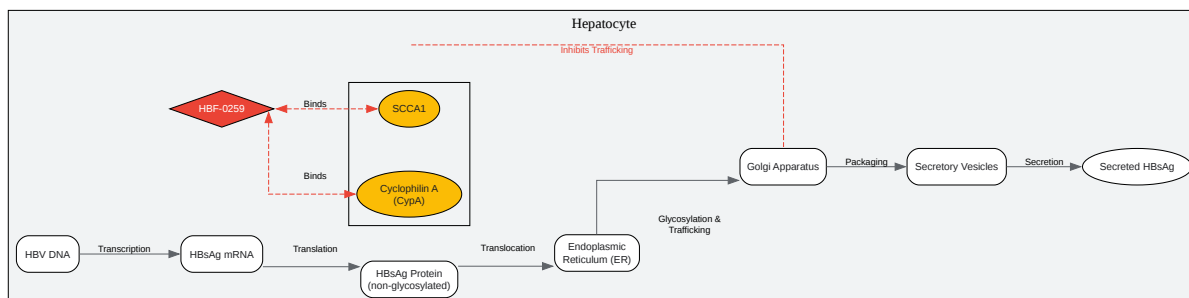 Hepatocyte
Inhibits Trafficking
HBF-0259
Binds
SCCA1
Binds
Cyclophilin A
(CypA)
Golgi Apparatus
Packaging
Secretory Vesicles
Secretion
Secreted HBsAg
Glycosylation &
Trafficking
HBV DNA
Transcription
HBsAg mRNA
Translation
HBsAg Protein
(non-glycosylated)
Translocation
Endoplasmic
Reticulum (ER)